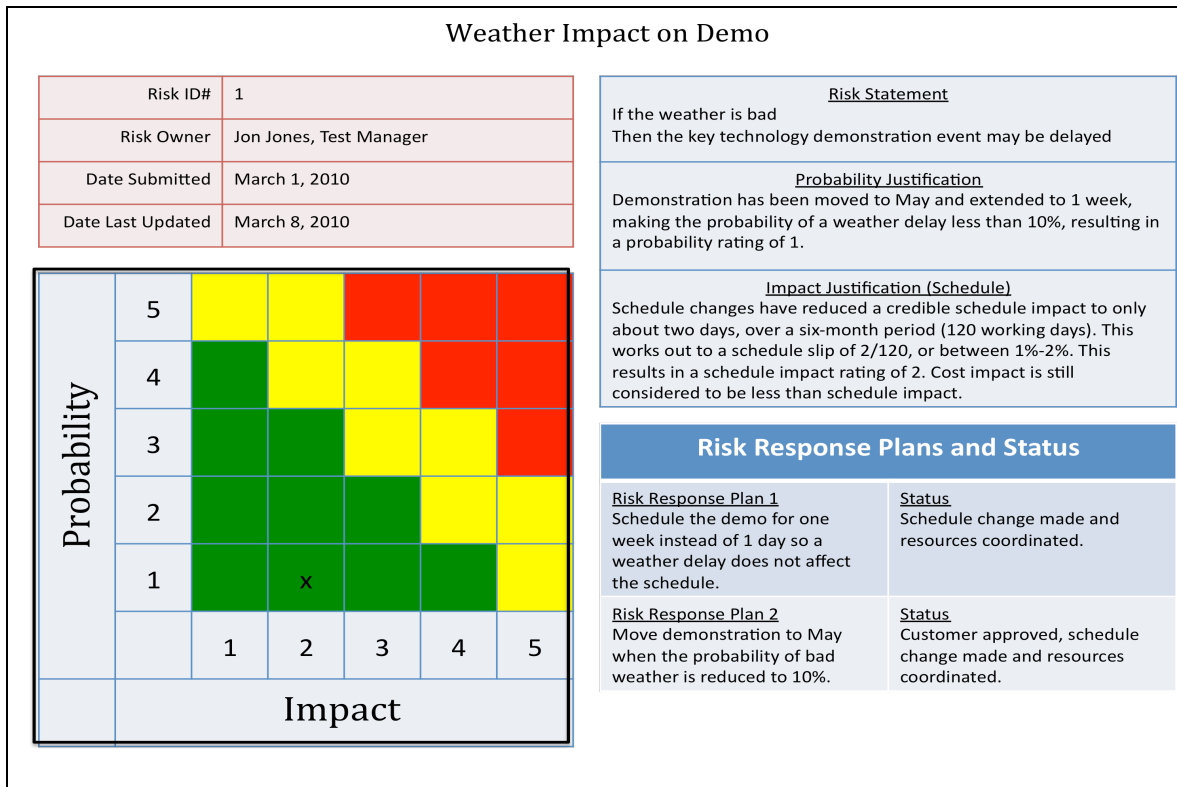 Weather Impact on Demo
Risk ID# 1
Risk Owner Jon Jones, Test Manager
Date Submitted March 1, 2010
Date Last Updated March 8, 2010
Risk Statement
If the weather is bad
Then the key technology demonstration event may be delayed
Probability Justification
Demonstration has been moved to May and extended to 1 week,
making the probability of a weather delay less than 10%, resulting in
a probability rating of 1.
Impact Justification (Schedule)
Schedule changes have reduced a credible schedule impact to only
about two days, over a six-month period (120 working days). This
works out to a schedule slip of 2/120, or between 1%-2%. This
results in a schedule impact rating of 2. Cost impact is still
considered to be less than schedule impact.
Probability
5
4
3
2
1
x
1 2 3 4 5
Impact
Risk Response Plans and Status
Risk Response Plan 1
Schedule the demo for one
week instead of 1 day so a
weather delay does not affect
the schedule.
Status
Schedule change made and
resources coordinated.
Risk Response Plan 2
Move demonstration to May
when the probability of bad
weather is reduced to 10%.
Status
Customer approved, schedule
change made and resources
coordinated.